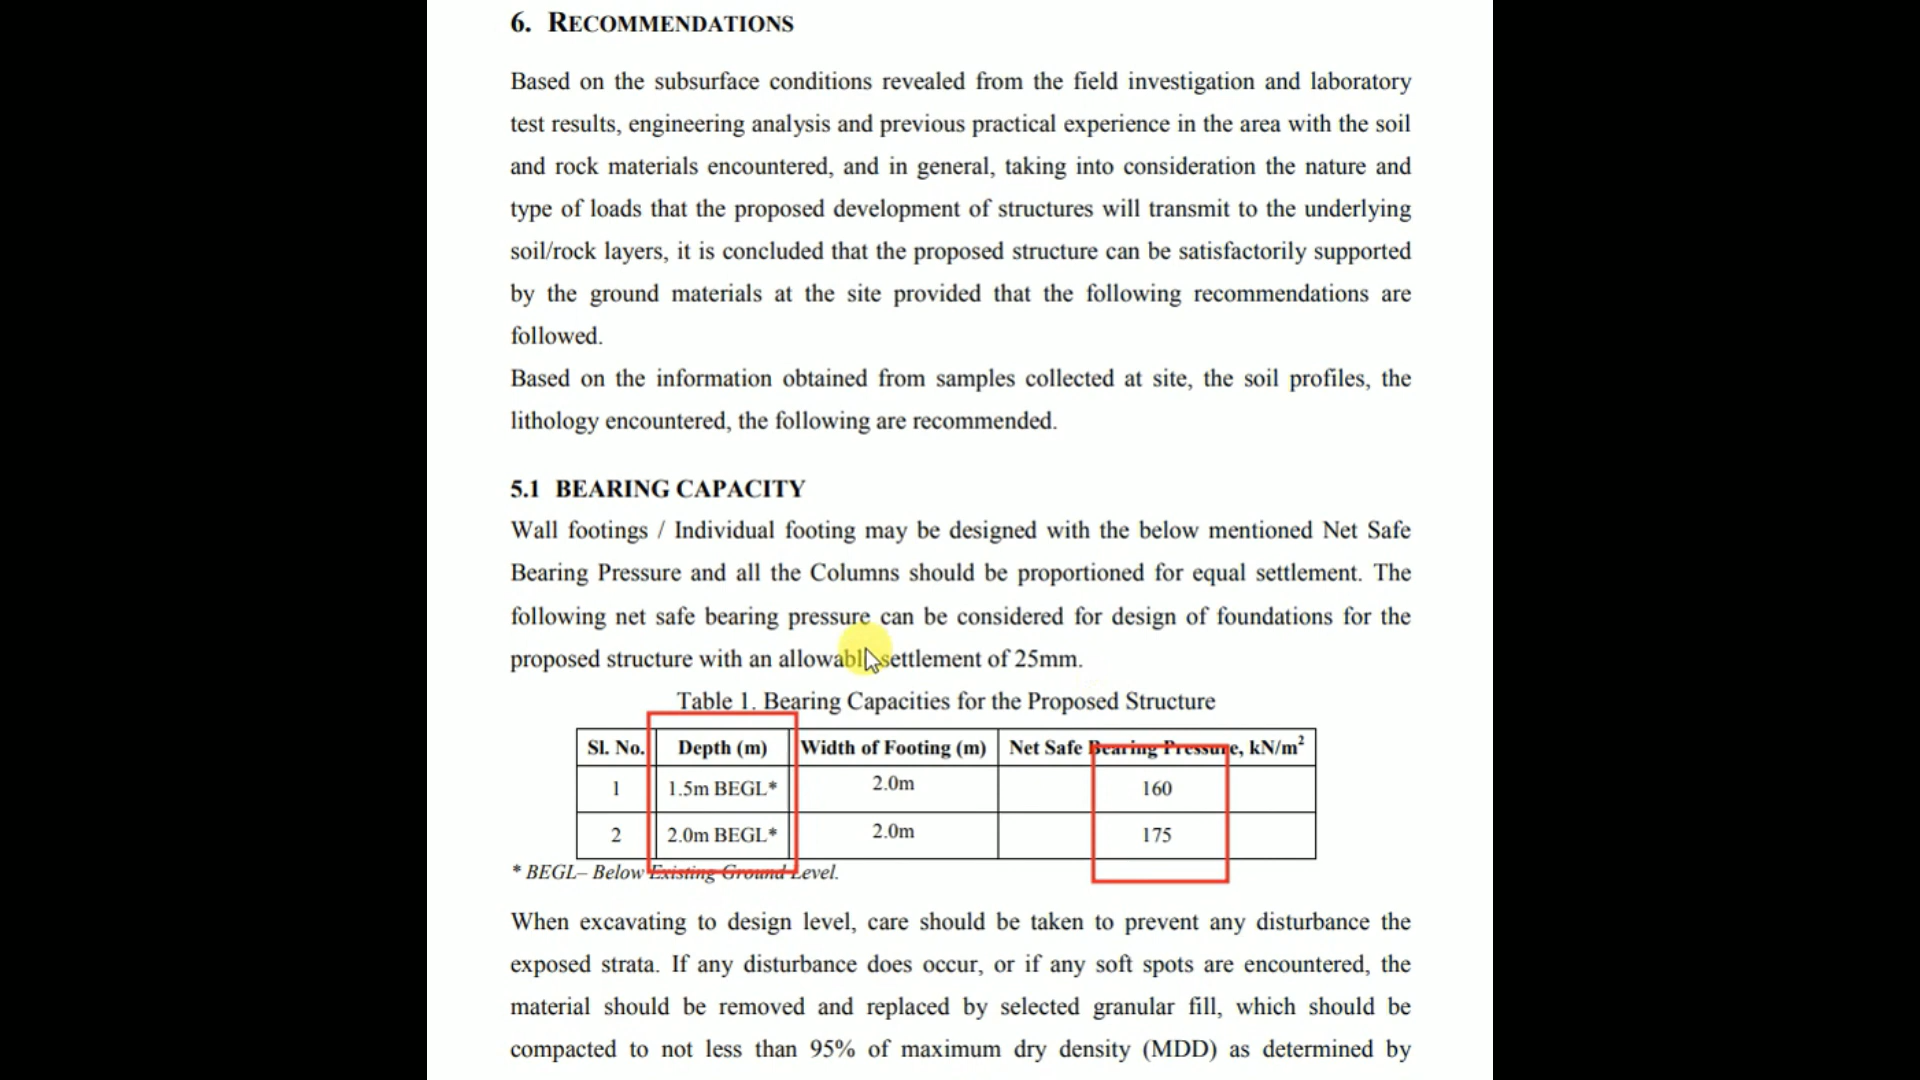 6. RECOMMENDATIONS
Based on the subsurface conditions revealed from the field investigation and laboratory
test results, engineering analysis and previous practical experience in the area with the soil
and rock materials encountered, and in general, taking into consideration the nature and
type of loads that the proposed development of structures will transmit to the underlying
soil/rock layers, it is concluded that the proposed structure can be satisfactorily supported
by the ground materials at the site provided that the following recommendations are
followed.
Based on the information obtained from samples collected at site, the soil profiles, the
lithology encountered, the following are recommended.
5.1 BEARING CAPACITY
Wall footings / Individual footing may be designed with the below mentioned Net Safe
Bearing Pressure and all the Columns should be proportioned for equal settlement. The
following net safe bearing pressure can be considered for design of foundations for the
proposed structure with an allowable settlement of 25mm.
Table 1. Bearing Capacities for the Proposed Structure
Sl. No. Depth (m) Width of Footing (m) Net Safe Bearing Pressure, kN/m²
1 1.5m BEGL* 2.0m 160
2 2.0m BEGL* 2.0m 175
* BEGL– Below Existing Ground Level.
When excavating to design level, care should be taken to prevent any disturbance the
exposed strata. If any disturbance does occur, or if any soft spots are encountered, the
material should be removed and replaced by selected granular fill, which should be
compacted to not less than 95% of maximum dry density (MDD) as determined by